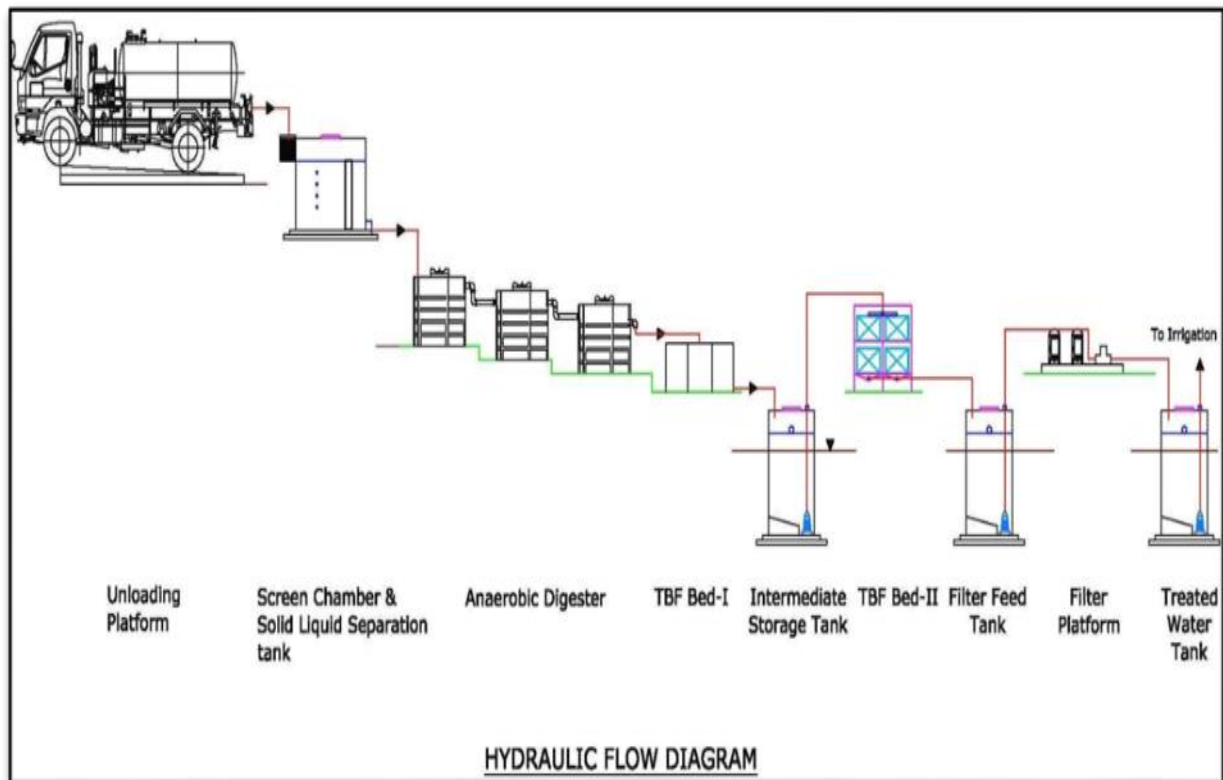 To Irrigation
Unloading
Platform
Screen Chamber &
Solid Liquid Separation
tank
Anaerobic Digester
TBF Bed-I
Intermediate
Storage Tank
TBF Bed-II
Filter Feed
Tank
Filter
Platform
Treated
Water
Tank
HYDRAULIC FLOW DIAGRAM